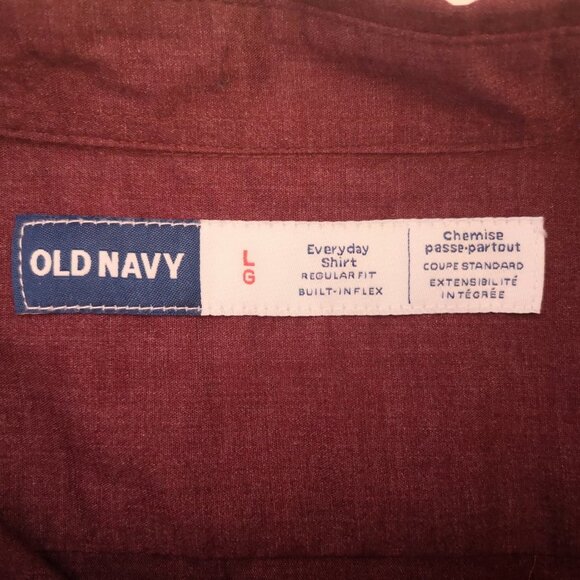 OLD NAVY
L
G
Everyday
Shirt
REGULAR FIT
BUILT-IN FLEX
Chemise
passe-partout
COUPE STANDARD
EXTENSIBILITÉ
INTÉGRÉE